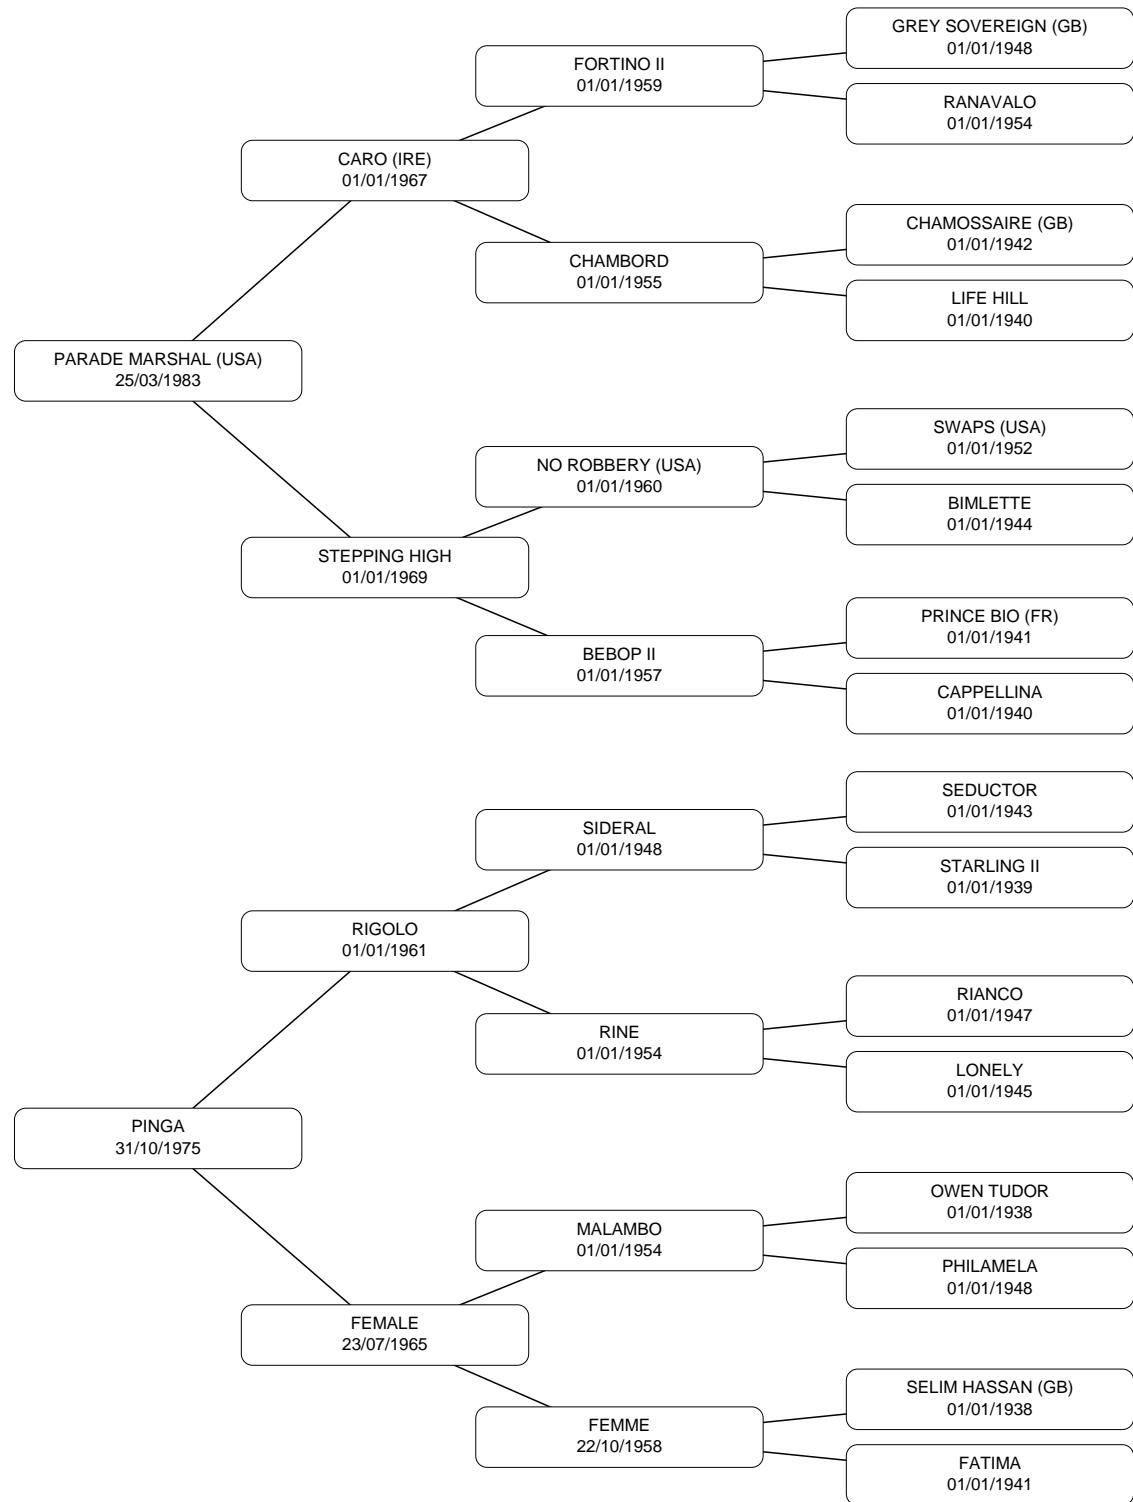 GREY SOVEREIGN (GB)
01/01/1948
FORTINO II
01/01/1959
RANAVALO
01/01/1954
CARO (IRE)
01/01/1967
CHAMOSSAIRE (GB)
01/01/1942
CHAMBORD
01/01/1955
LIFE HILL
01/01/1940
PARADE MARSHAL (USA)
25/03/1983
SWAPS (USA)
01/01/1952
NO ROBBERY (USA)
01/01/1960
BIMLETTE
01/01/1944
STEPPING HIGH
01/01/1969
PRINCE BIO (FR)
01/01/1941
BEBOP II
01/01/1957
CAPPELLINA
01/01/1940
SEDUCTOR
01/01/1943
SIDERAL
01/01/1948
STARLING II
01/01/1939
RIGOLO
01/01/1961
RIANCO
01/01/1947
RINE
01/01/1954
LONELY
01/01/1945
PINGA
31/10/1975
OWEN TUDOR
01/01/1938
MALAMBO
01/01/1954
PHILAMELA
01/01/1948
FEMALE
23/07/1965
SELIM HASSAN (GB)
01/01/1938
FEMME
22/10/1958
FATIMA
01/01/1941